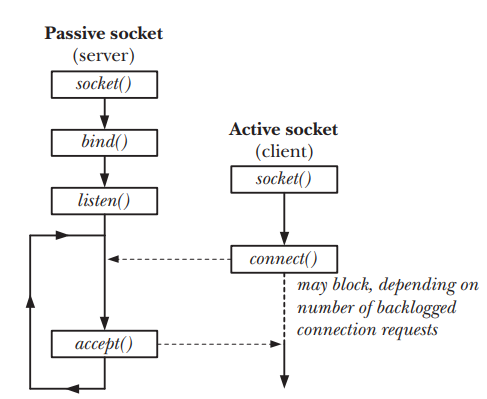 Passive socket
(server)
socket()
bind()
listen()
accept()
Active socket
(client)
socket()
connect()
may block, depending on
number of backlogged
connection requests